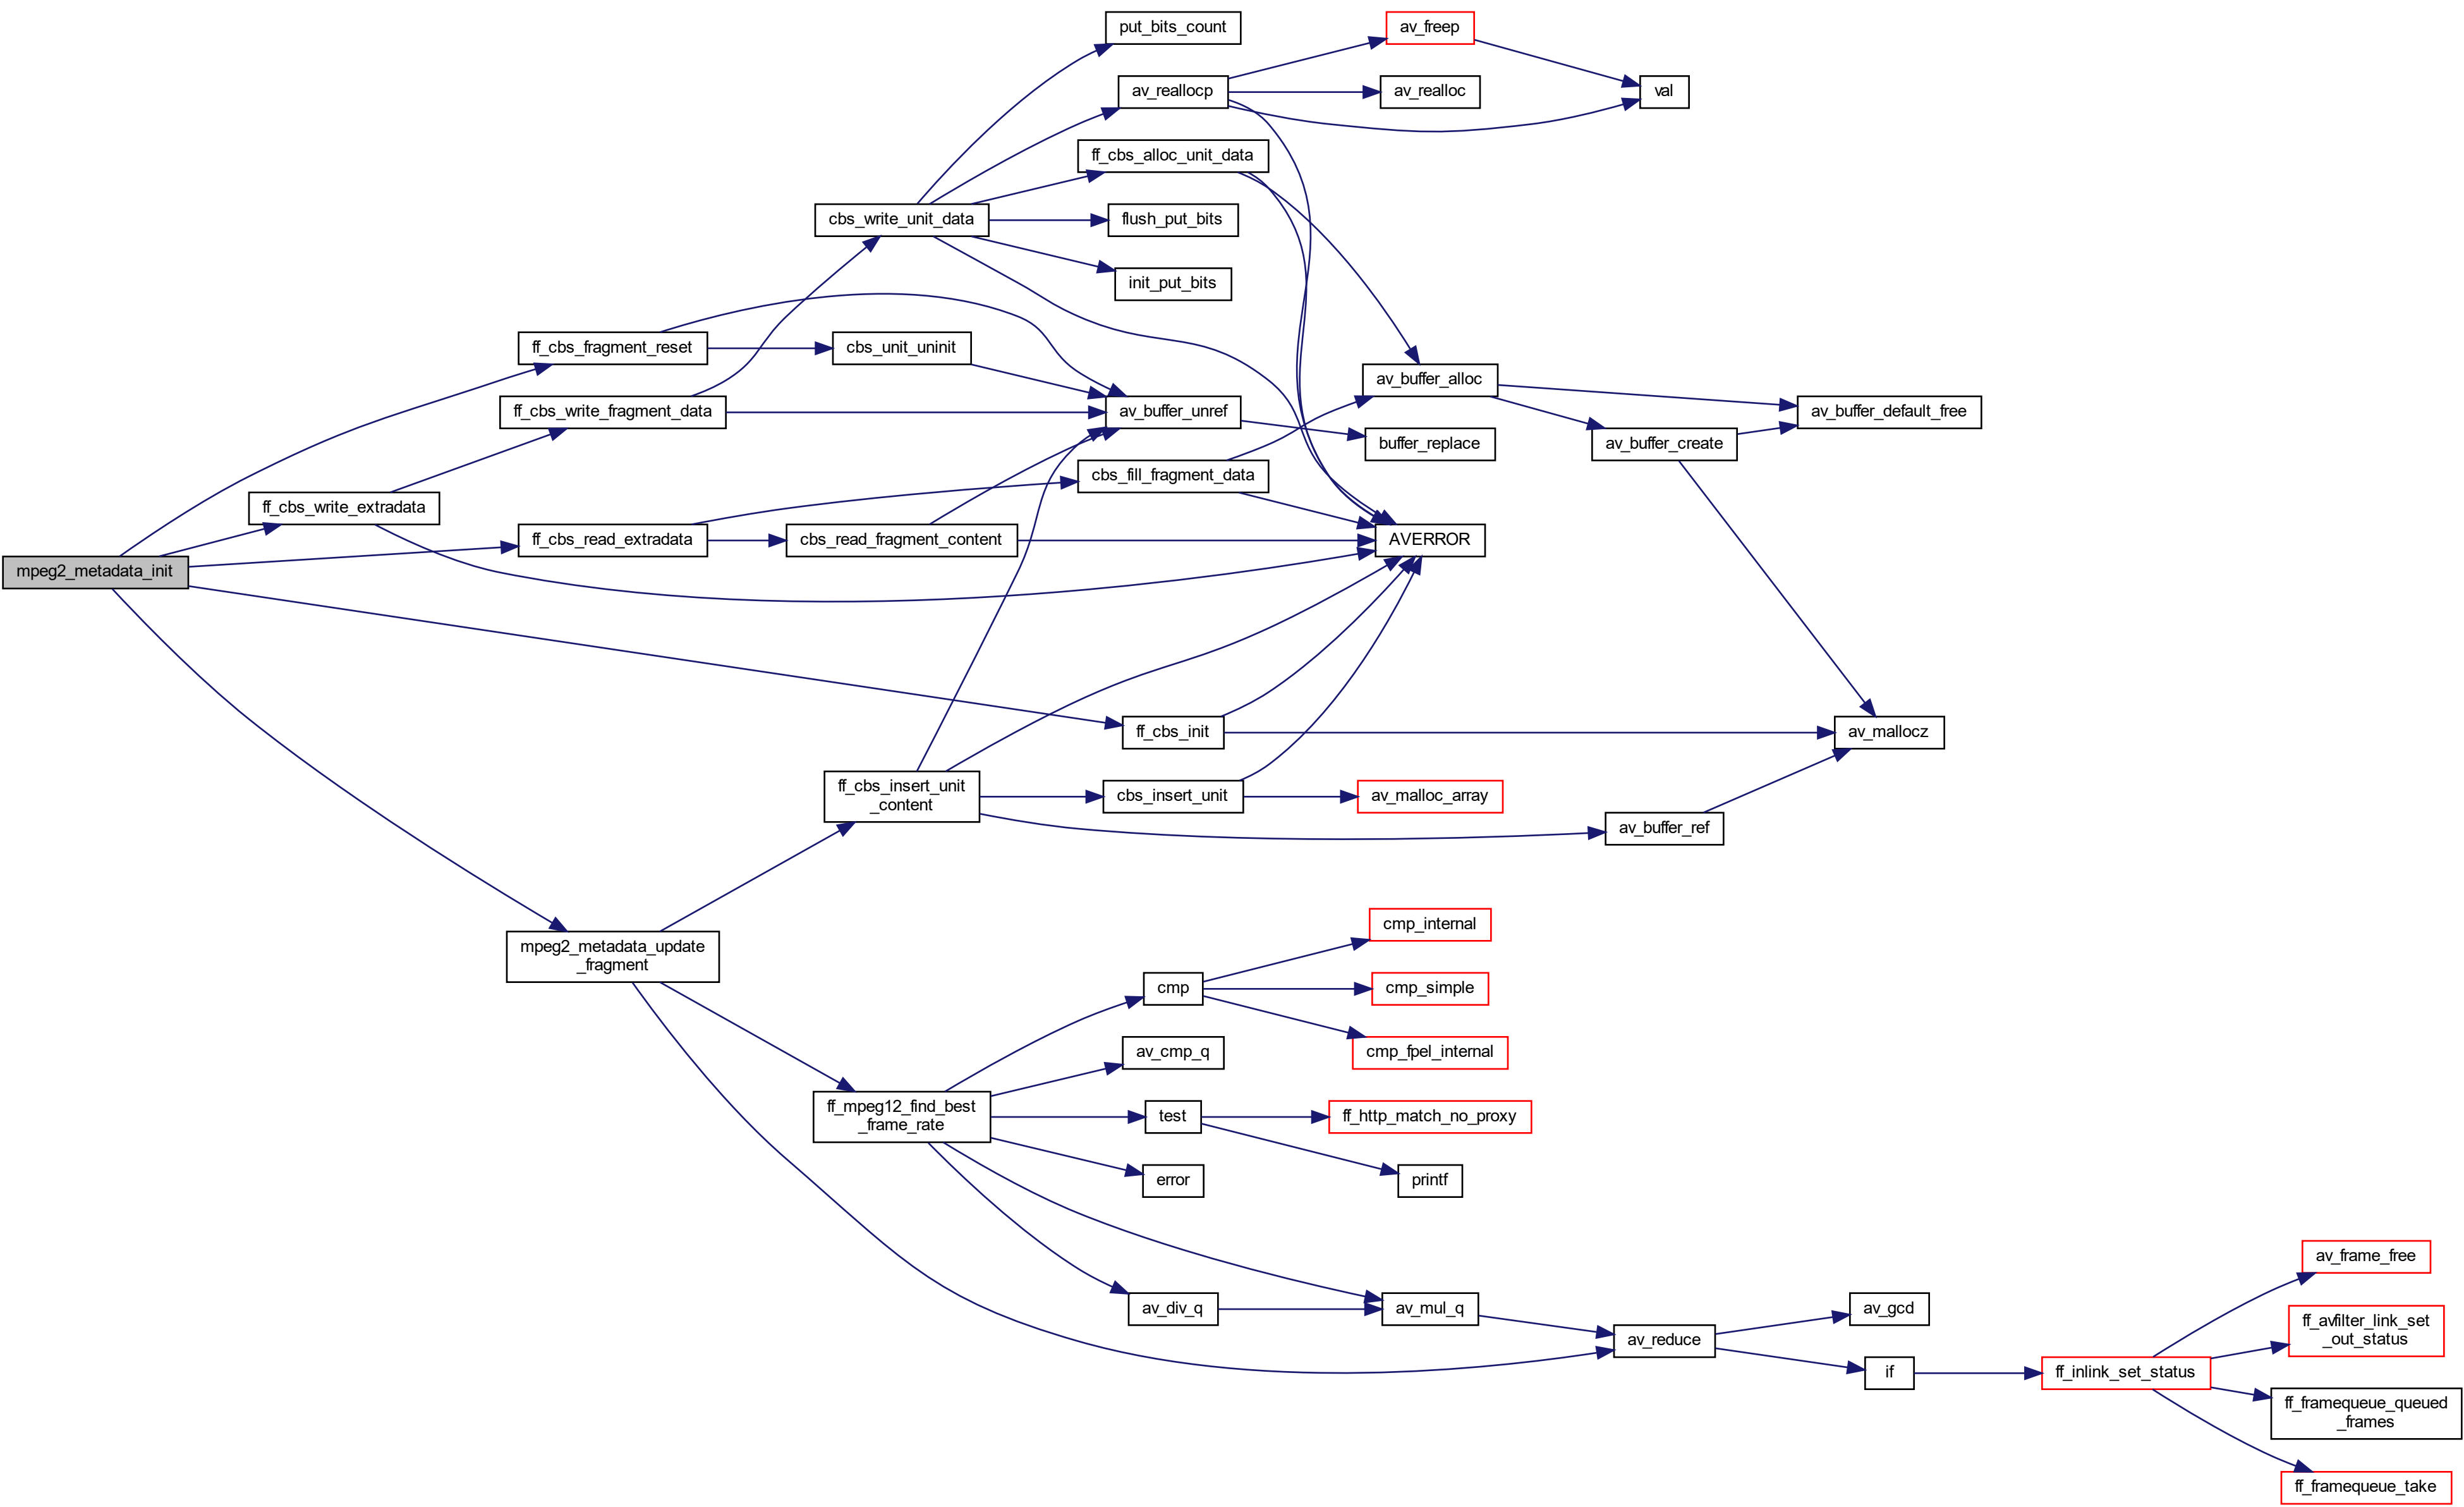 put_bits_count
av_freep
av_reallocp
av_realloc
val
ff_cbs_alloc_unit_data
cbs_write_unit_data
flush_put_bits
init_put_bits
ff_cbs_fragment_reset
cbs_unit_uninit
av_buffer_alloc
ff_cbs_write_fragment_data
av_buffer_unref
av_buffer_default_free
buffer_replace
av_buffer_create
cbs_fill_fragment_data
ff_cbs_write_extradata
ff_cbs_read_extradata
cbs_read_fragment_content
AVERROR
mpeg2_metadata_init
ff_cbs_init
av_mallocz
ff_cbs_insert_unit
_content
cbs_insert_unit
av_malloc_array
av_buffer_ref
cmp_internal
mpeg2_metadata_update
_fragment
cmp
cmp_simple
av_cmp_q
cmp_fpel_internal
ff_mpeg12_find_best
_frame_rate
test
ff_http_match_no_proxy
error
printf
av_frame_free
av_div_q
av_mul_q
av_gcd
av_reduce
ff_avfilter_link_set
_out_status
if
ff_inlink_set_status
ff_framequeue_queued
_frames
ff_framequeue_take